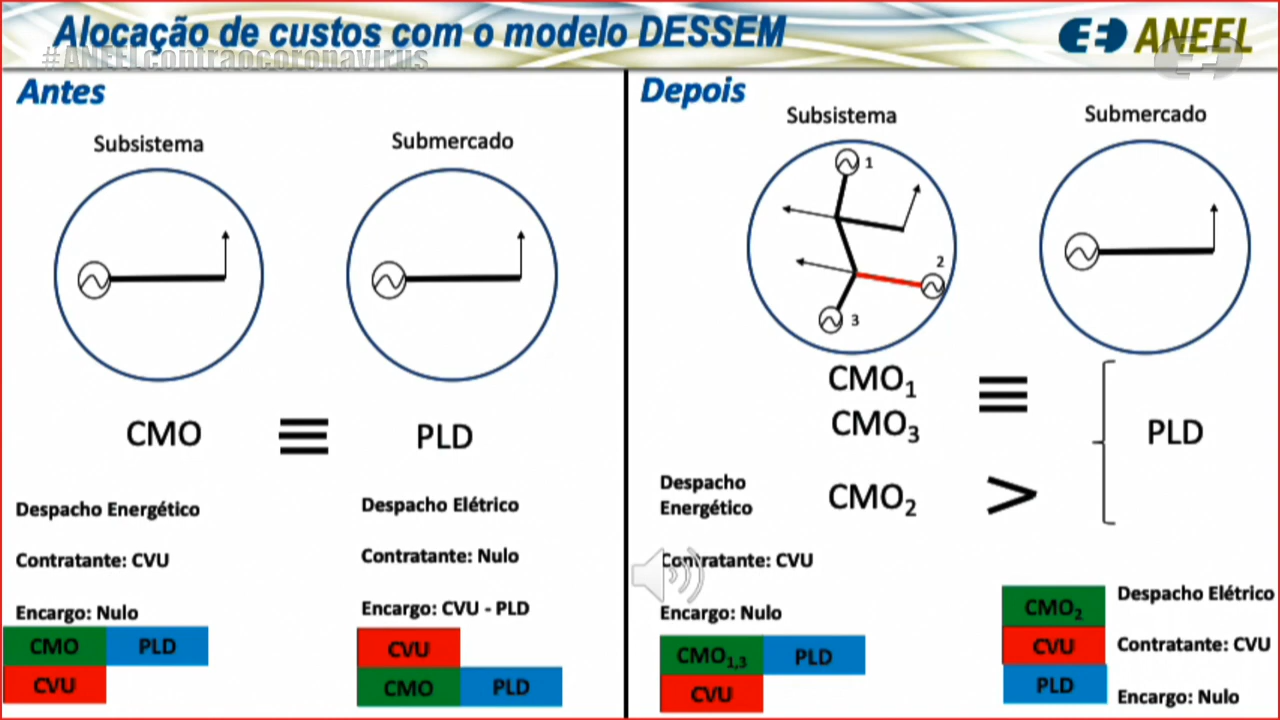 Alocação de custos com o modelo DESSEM
ANEEL
#ANEELcontraocoronavirus
Antes
Subsistema
Submercado
CMO
≡
PLD
Despacho Energético
Contratante: CVU
Encargo: Nulo
CMO PLD
CVU
Despacho Elétrico
Contratante: Nulo
Encargo: CVU - PLD
CVU
CMO PLD
Depois
Subsistema
Submercado
1
2
3
CMO₁
CMO₃
≡
PLD
CMO₂
>
Despacho
Energético
Contratante: CVU
Encargo: Nulo
CMO₁,₃ PLD
CVU
CMO₂
CVU
PLD
Despacho Elétrico
Contratante: CVU
Encargo: Nulo